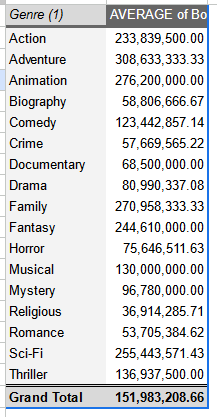 Genre (1) AVERAGE of Bo
Action 233,839,500.00
Adventure 308,633,333.33
Animation 276,200,000.00
Biography 58,806,666.67
Comedy 123,442,857.14
Crime 57,669,565.22
Documentary 68,500,000.00
Drama 80,990,337.08
Family 270,958,333.33
Fantasy 244,610,000.00
Horror 75,646,511.63
Musical 130,000,000.00
Mystery 96,780,000.00
Religious 36,914,285.71
Romance 53,705,384.62
Sci-Fi 255,443,571.43
Thriller 136,937,500.00
Grand Total 151,983,208.66